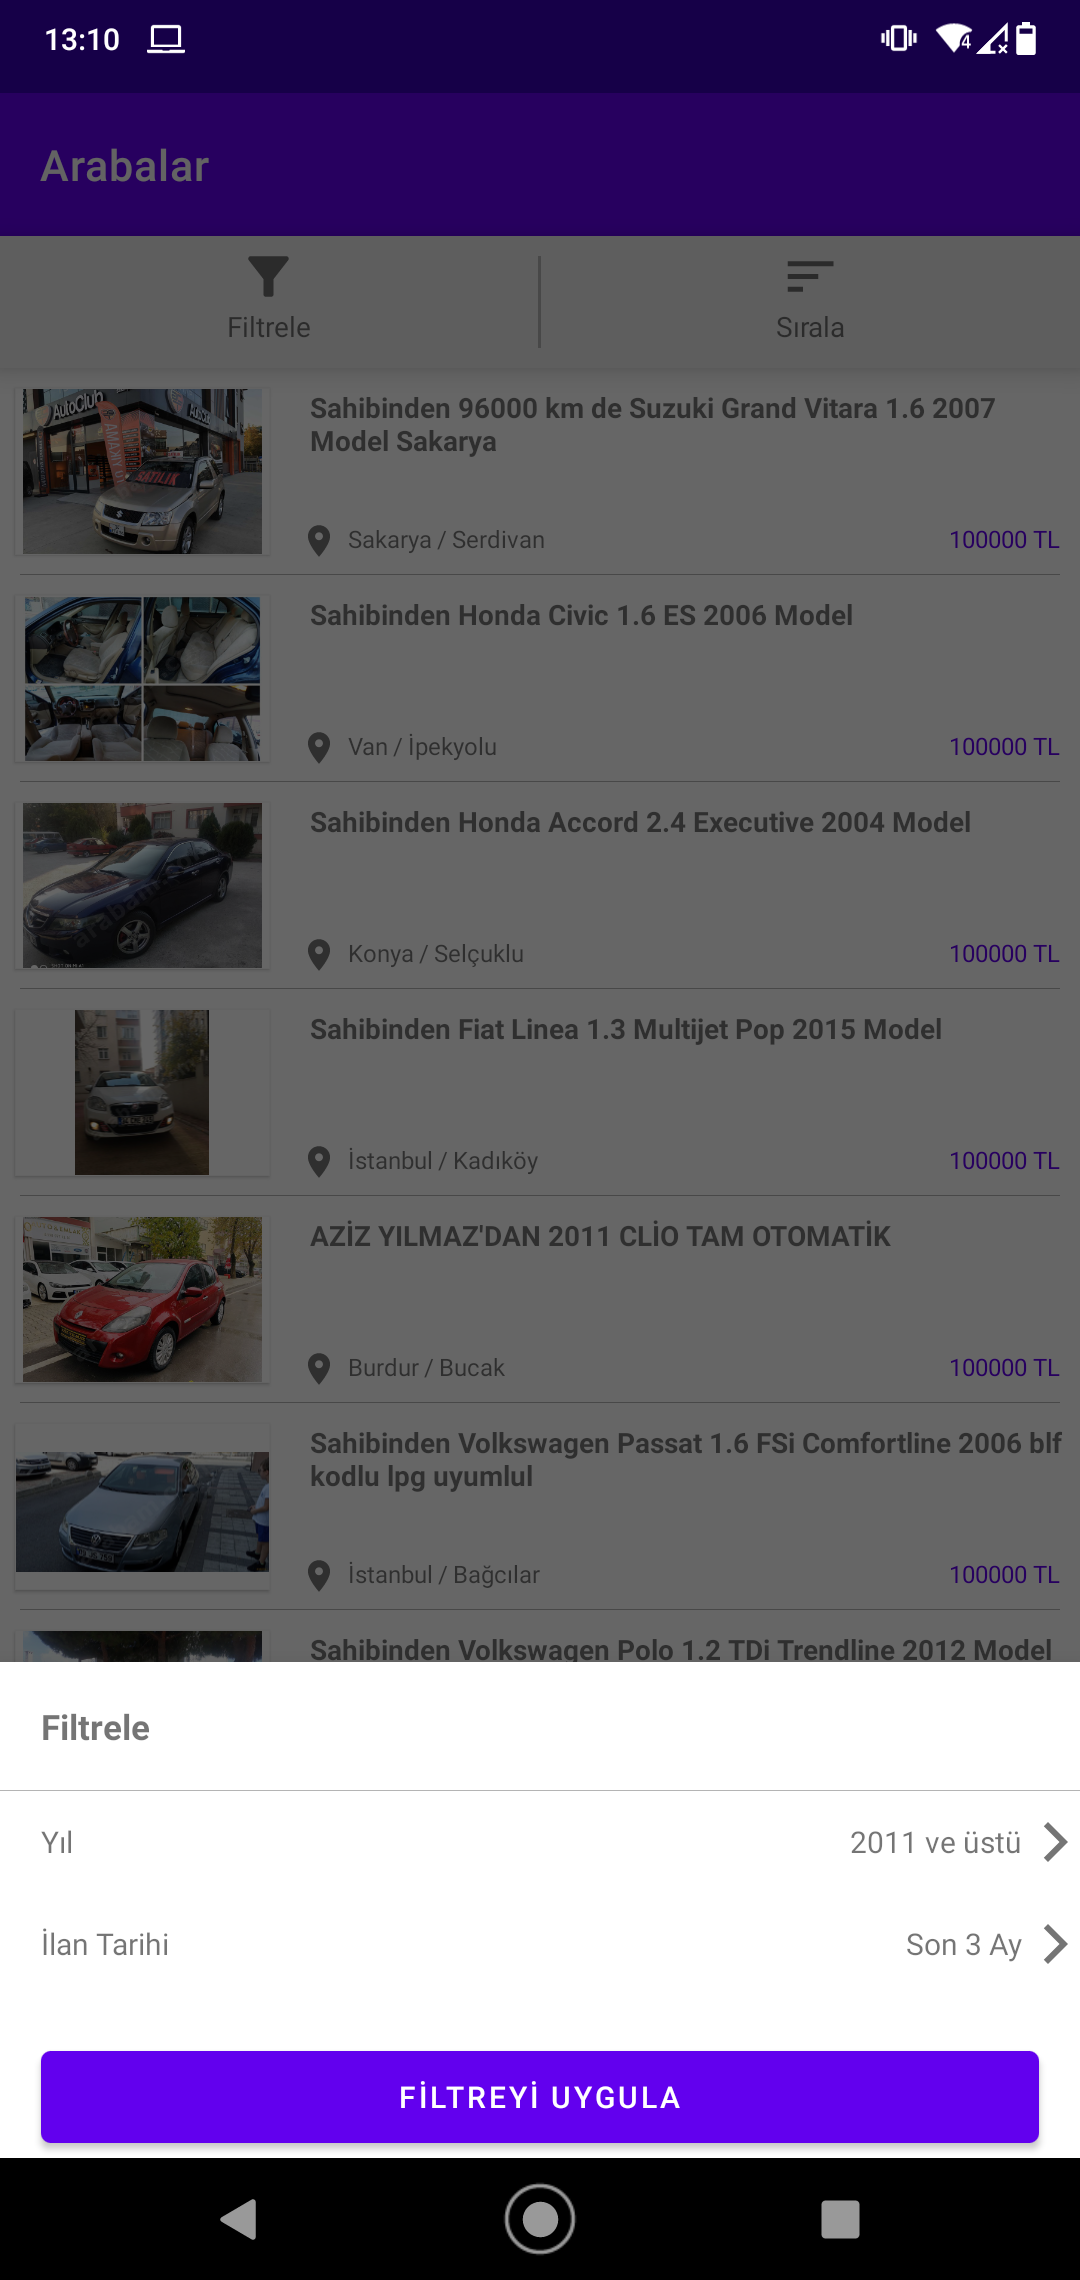 13:10
4
Arabalar
Filtrele
Sırala
AutoClub
SATILIK
Sahibinden 96000 km de Suzuki Grand Vitara 1.6 2007
Model Sakarya
Sakarya / Serdivan
100000 TL
Sahibinden Honda Civic 1.6 ES 2006 Model
Van / İpekyolu
100000 TL
Sahibinden Honda Accord 2.4 Executive 2004 Model
Konya / Selçuklu
100000 TL
Sahibinden Fiat Linea 1.3 Multijet Pop 2015 Model
İstanbul / Kadıköy
100000 TL
AZİZ YILMAZ'DAN 2011 CLİO TAM OTOMATİK
Burdur / Bucak
100000 TL
Sahibinden Volkswagen Passat 1.6 FSi Comfortline 2006 blf
kodlu lpg uyumlul
İstanbul / Bağcılar
100000 TL
Sahibinden Volkswagen Polo 1.2 TDi Trendline 2012 Model
Filtrele
Yıl
2011 ve üstü
İlan Tarihi
Son 3 Ay
FİLTREYİ UYGULA